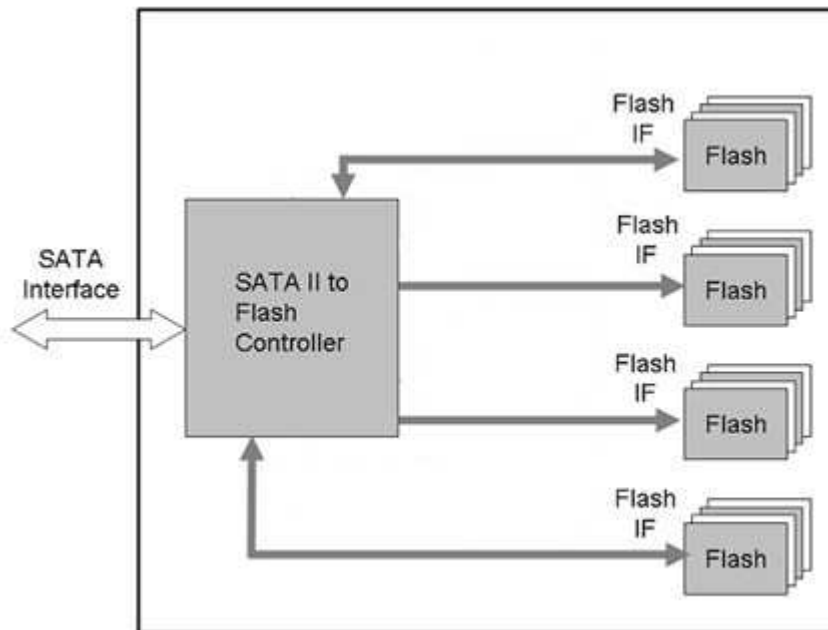 Flash
IF
Flash
Flash
IF
Flash
SATA
Interface
SATA II to
Flash
Controller
Flash
IF
Flash
Flash
IF
Flash